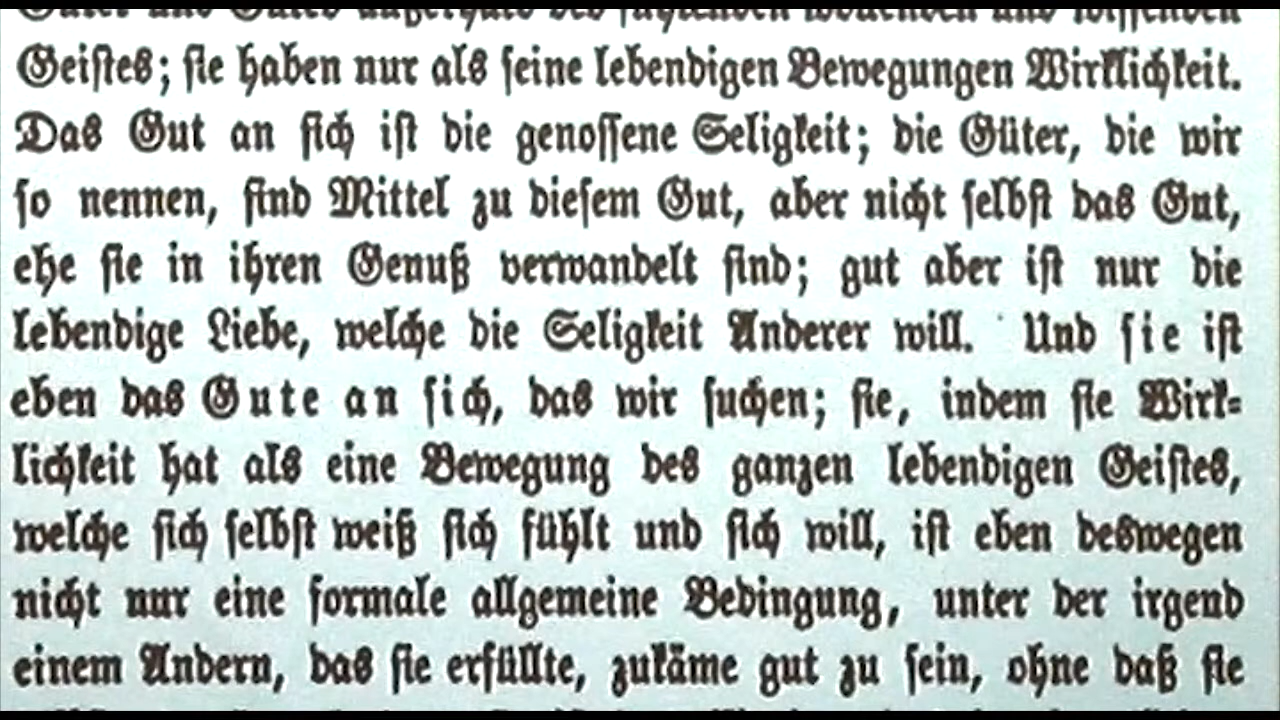 Geistes; sie haben nur als seine lebendigen Bewegungen Wirklichkeit.
Das Gut an sich ist die genossene Seligkeit; die Güter, die wir
so nennen, sind Mittel zu diesem Gut, aber nicht selbst das Gut,
ehe sie in ihren Genuß verwandelt sind; gut aber ist nur die
lebendige Liebe, welche die Seligkeit Anderer will. Und sie ist
eben das Gute an sich, das wir suchen; sie, indem sie Wirk=
lichkeit hat als eine Bewegung des ganzen lebendigen Geistes,
welche sich selbst weiß sich fühlt und sich will, ist eben deswegen
nicht nur eine formale allgemeine Bedingung, unter der irgend
einem Andern, das sie erfüllte, zukäme gut zu sein, ohne daß sie